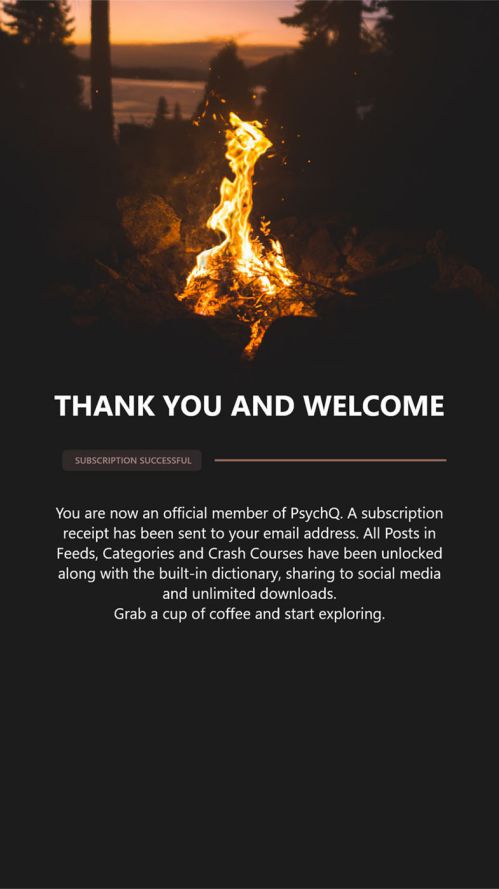 THANK YOU AND WELCOME
SUBSCRIPTION SUCCESSFUL
You are now an official member of PsychQ. A subscription
receipt has been sent to your email address. All Posts in
Feeds, Categories and Crash Courses have been unlocked
along with the built-in dictionary, sharing to social media
and unlimited downloads.
Grab a cup of coffee and start exploring.